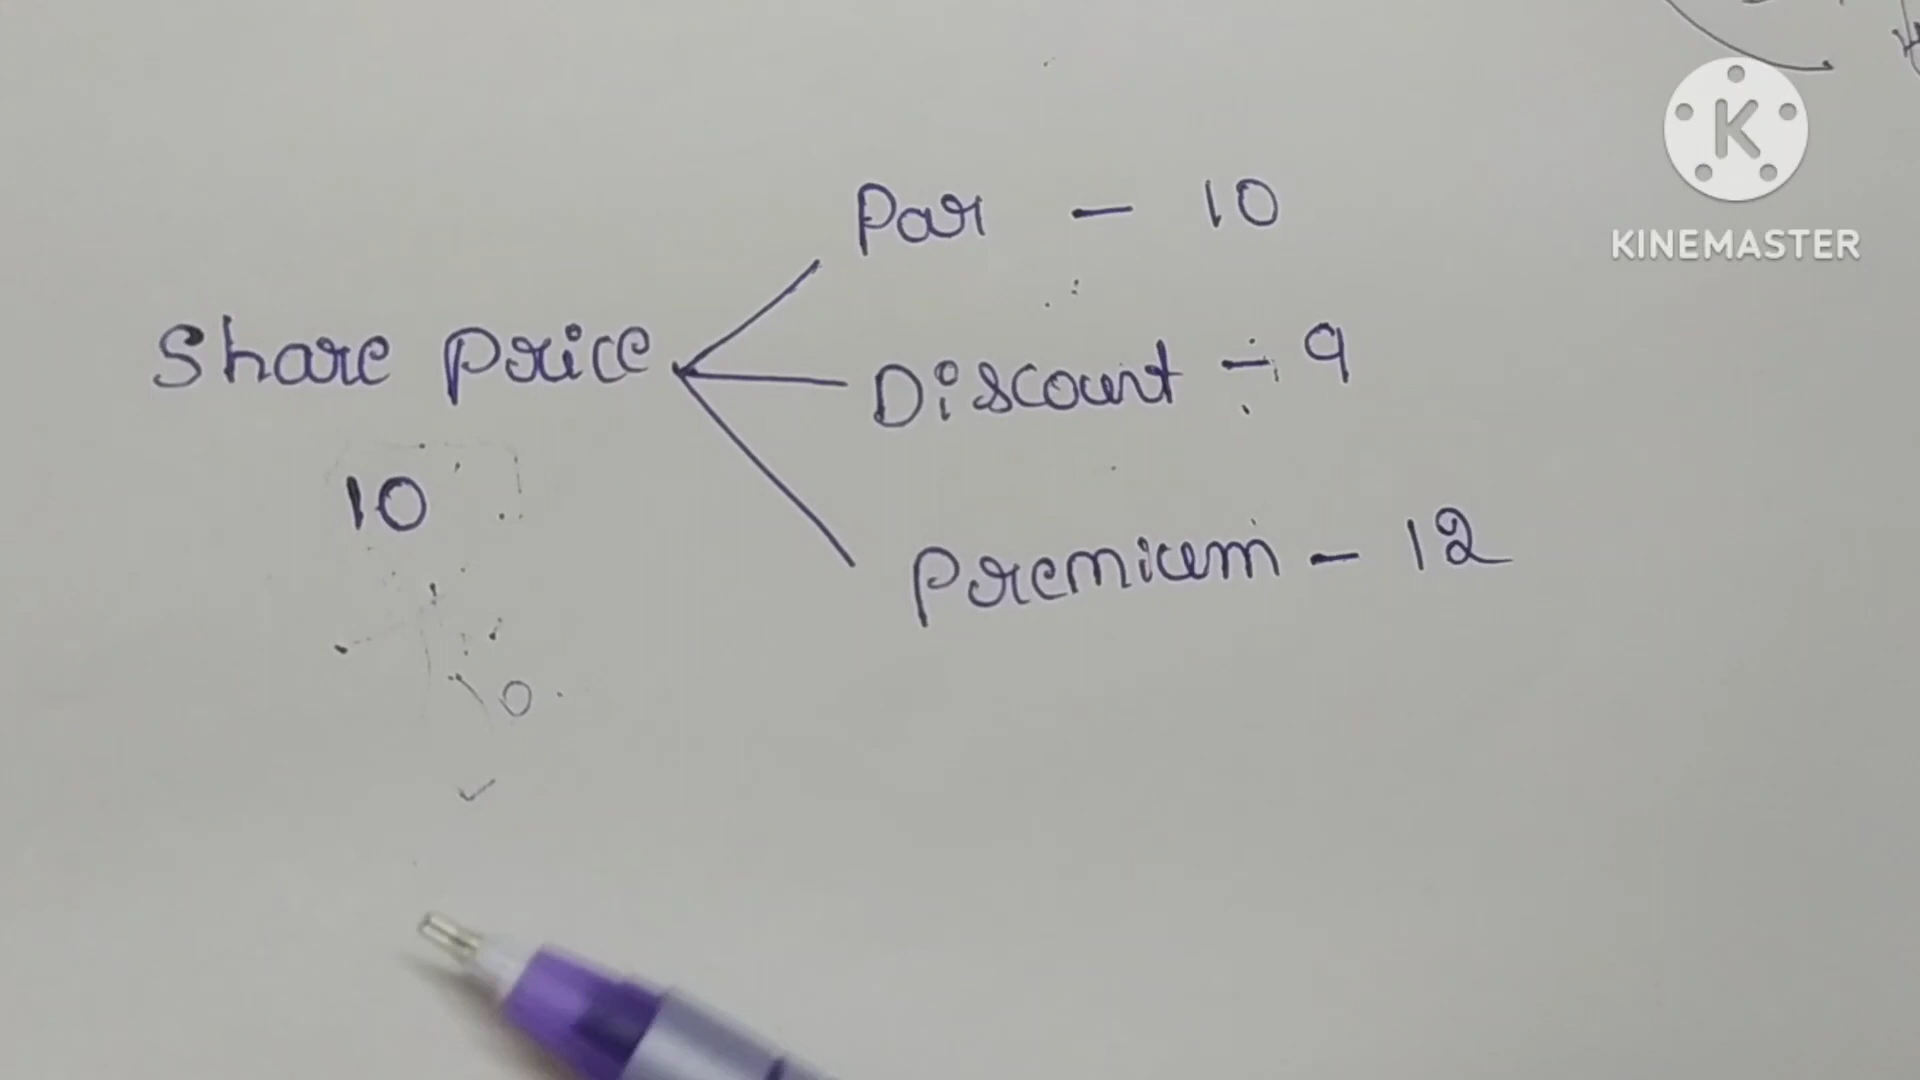 Par - 10
Share price
Discount ÷ 9
10
Premium - 12
KINEMASTER